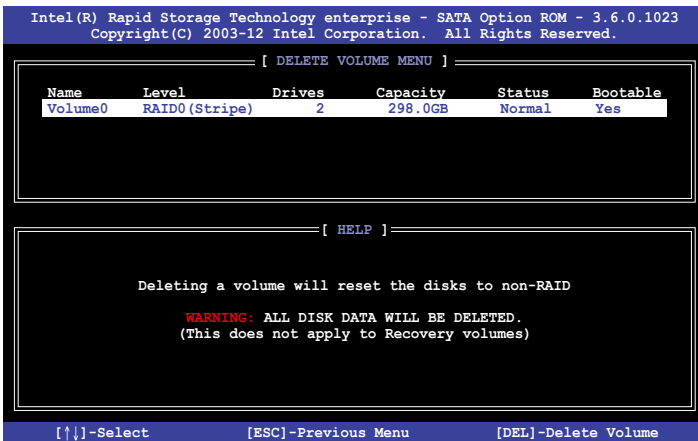 Intel(R) Rapid Storage Technology enterprise - SATA Option ROM - 3.6.0.1023
Copyright(C) 2003-12 Intel Corporation. All Rights Reserved.
[ DELETE VOLUME MENU ]
Name Level Drives Capacity Status Bootable
Volume0 RAID0(Stripe) 2 298.0GB Normal Yes
[ HELP ]
Deleting a volume will reset the disks to non-RAID
WARNING: ALL DISK DATA WILL BE DELETED.
(This does not apply to Recovery volumes)
[↑↓]-Select [ESC]-Previous Menu [DEL]-Delete Volume